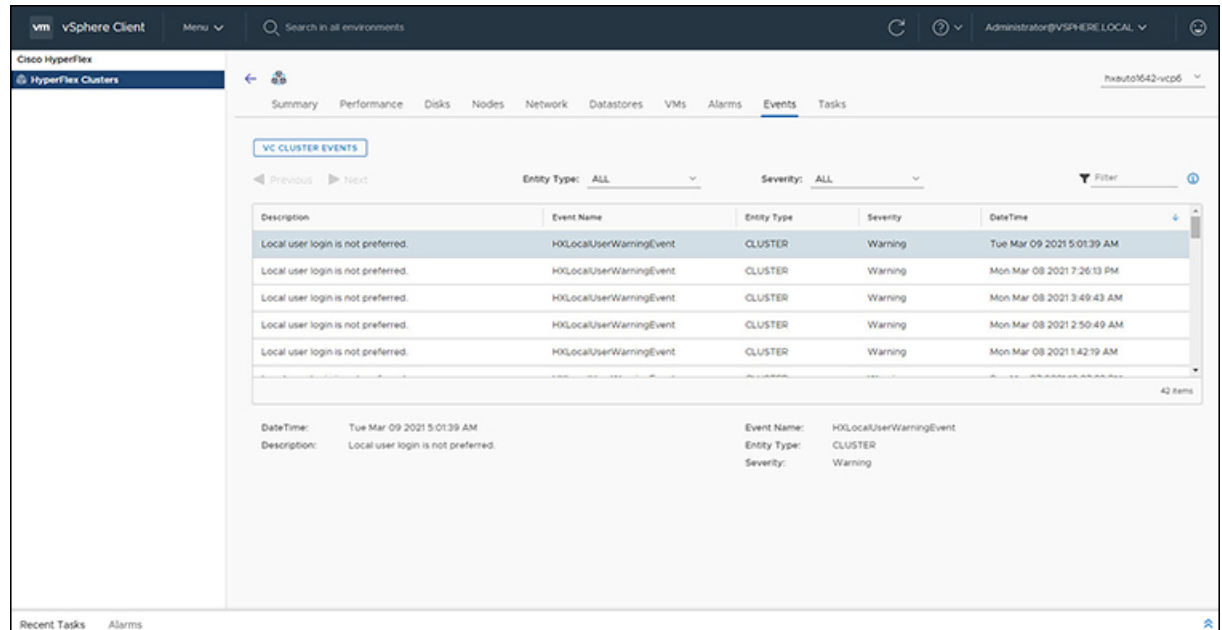 vm vSphere Client Menu Search in all environments Administrator@VSPHERE.LOCAL
Cisco HyperFlex
HyperFlex Clusters
hxauto1642-vcp6
Summary Performance Disks Nodes Network Datastores VMs Alarms Events Tasks
VC CLUSTER EVENTS
Previous Next Entity Type: ALL Severity: ALL Filter
Description Event Name Entity Type Severity DateTime
Local user login is not preferred. HXLocalUserWarningEvent CLUSTER Warning Tue Mar 09 2021 5:01:39 AM
Local user login is not preferred. HXLocalUserWarningEvent CLUSTER Warning Mon Mar 08 2021 7:26:13 PM
Local user login is not preferred. HXLocalUserWarningEvent CLUSTER Warning Mon Mar 08 2021 3:49:43 AM
Local user login is not preferred. HXLocalUserWarningEvent CLUSTER Warning Mon Mar 08 2021 2:50:49 AM
Local user login is not preferred. HXLocalUserWarningEvent CLUSTER Warning Mon Mar 08 2021 1:42:19 AM
42 items
DateTime: Tue Mar 09 2021 5:01:39 AM Event Name: HXLocalUserWarningEvent
Description: Local user login is not preferred. Entity Type: CLUSTER
Severity: Warning
Recent Tasks Alarms